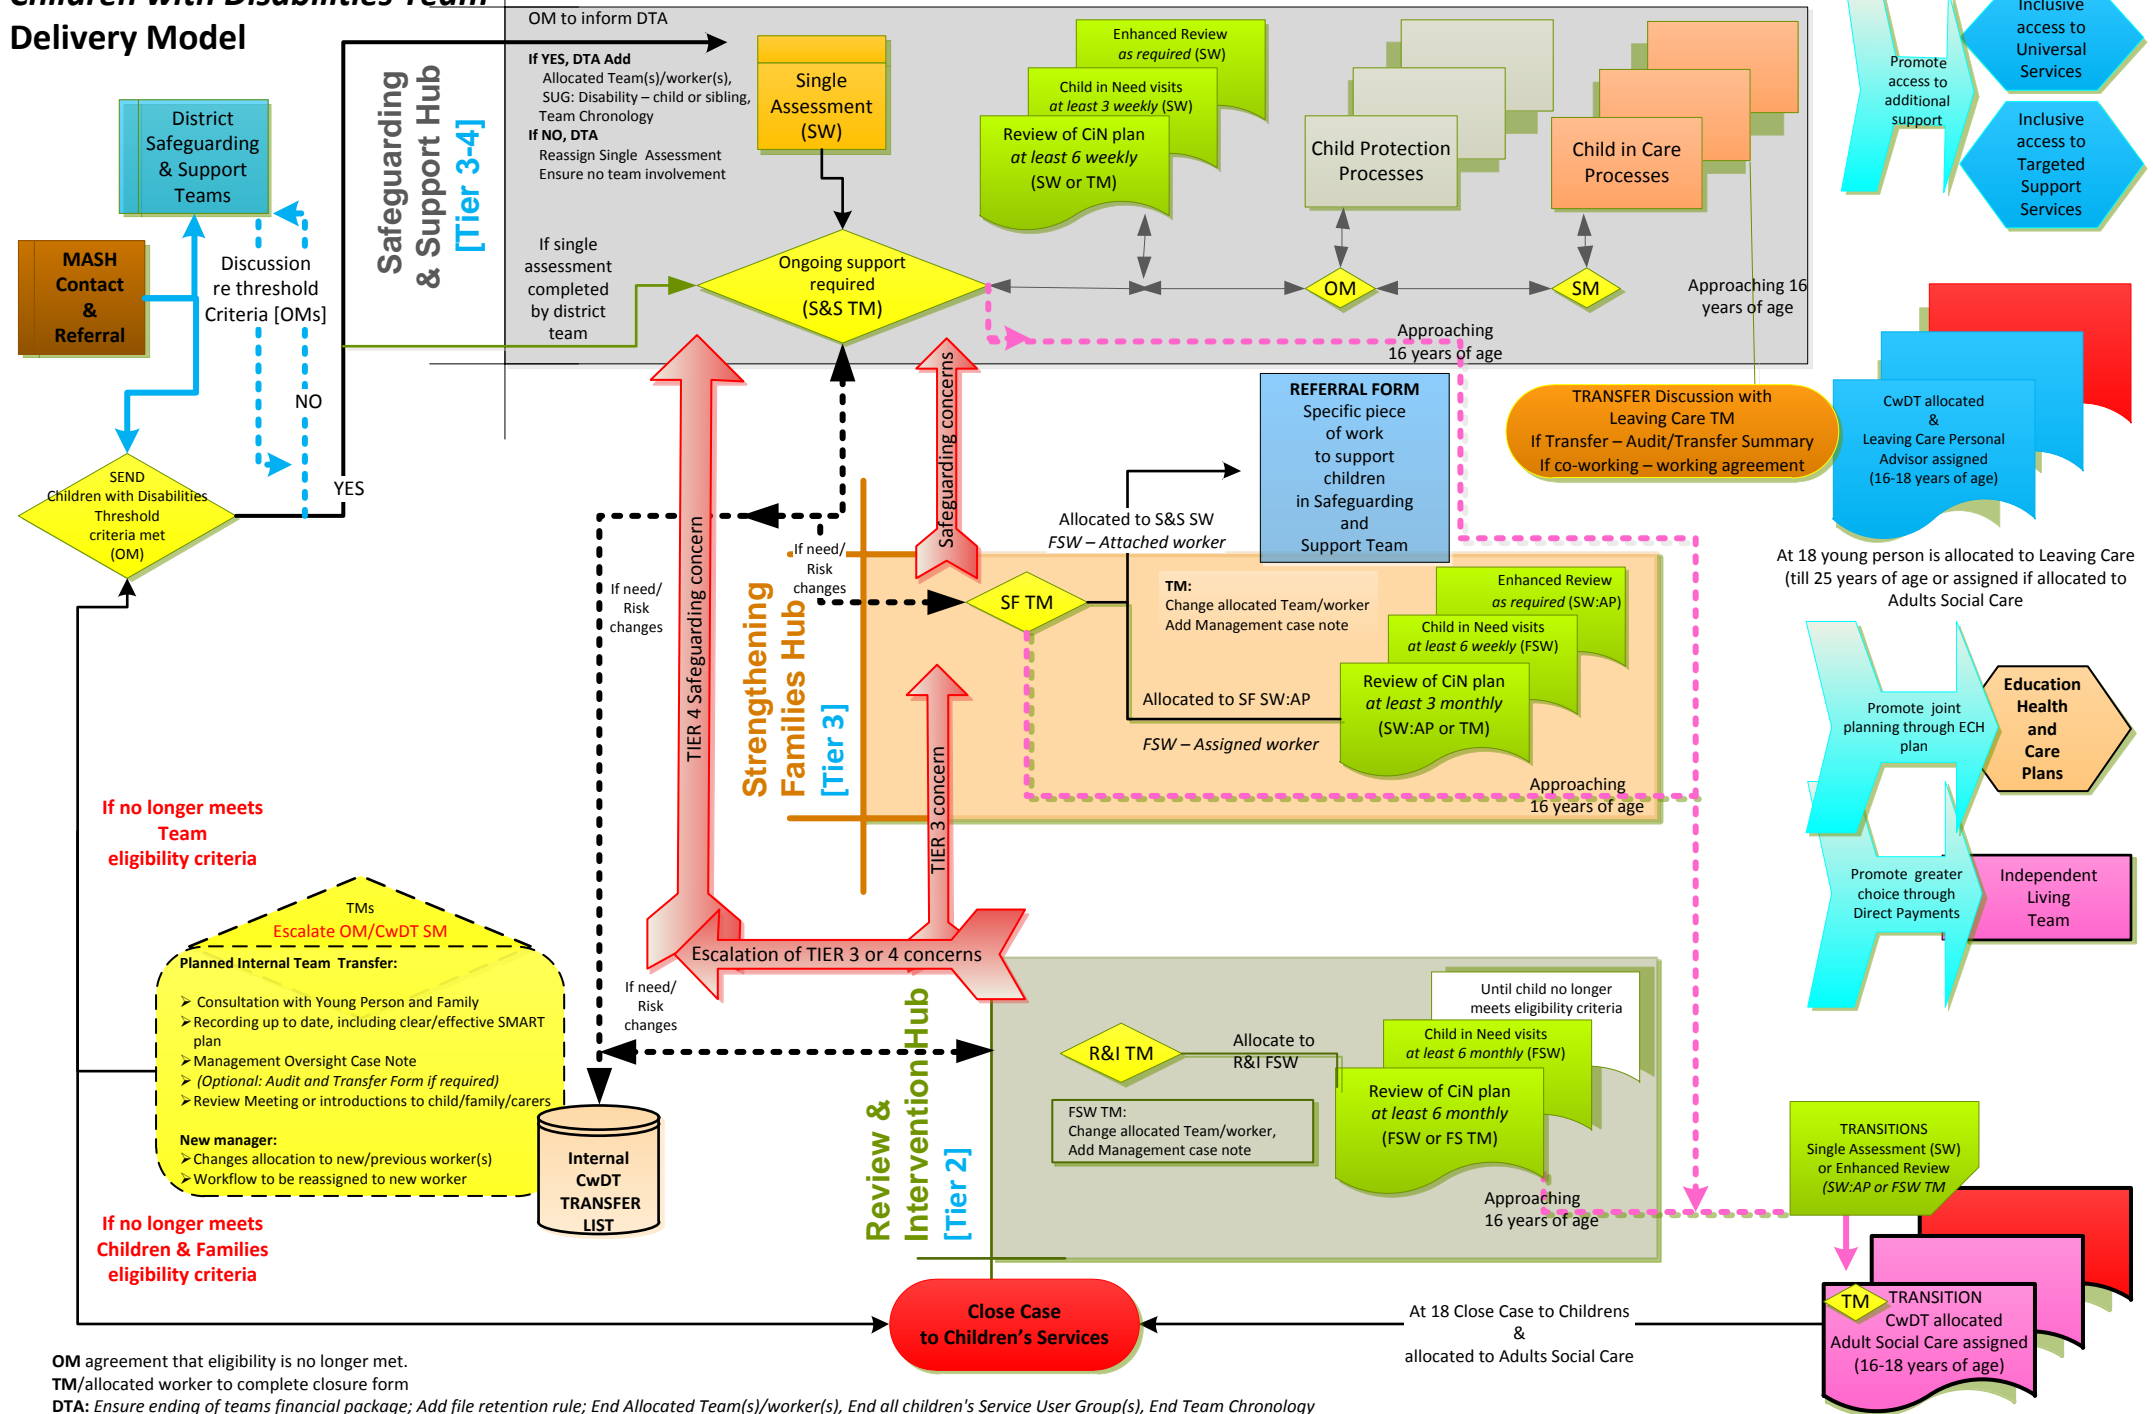 Children with Disabilities Team
Delivery Model
OM to inform DTA
If YES, DTA Add
Allocated Team(s)/worker(s),
SUG: Disability – child or sibling,
Team Chronology
If NO, DTA
Reassign Single Assessment
Ensure no team involvement
Safeguarding
& Support Hub
[Tier 3-4]
Single
Assessment
(SW)
Enhanced Review
as required (SW)
Child in Need visits
at least 3 weekly (SW)
Review of CiN plan
at least 6 weekly
(SW or TM)
Child Protection
Processes
Child in Care
Processes
Promote
access to
additional
support
Inclusive
access to
Universal
Services
Inclusive
access to
Targeted
Support
Services
District
Safeguarding
& Support
Teams
MASH
Contact
&
Referral
Discussion
re threshold
Criteria [OMs]
NO
YES
SEND
Children with Disabilities
Threshold
criteria met
(OM)
If single
assessment
completed
by district
team
Ongoing support
required
(S&S TM)
OM
SM
Approaching 16
years of age
Approaching
16 years of age
REFERRAL FORM
Specific piece
of work
to support
children
in Safeguarding
and
Support Team
TRANSFER Discussion with
Leaving Care TM
If Transfer – Audit/Transfer Summary
If co-working – working agreement
CwDT allocated
&
Leaving Care Personal
Advisor assigned
(16-18 years of age)
At 18 young person is allocated to Leaving Care
(till 25 years of age or assigned if allocated to
Adults Social Care
Safeguarding concerns
TIER 4 Safeguarding concern
If need/
Risk
changes
If need/
Risk
changes
Strengthening
Families Hub
[Tier 3]
Allocated to S&S SW
FSW – Attached worker
SF TM
TM:
Change allocated Team/worker
Add Management case note
Enhanced Review
as required (SW:AP)
Child in Need visits
at least 6 weekly (FSW)
Review of CiN plan
at least 3 monthly
(SW:AP or TM)
Allocated to SF SW:AP
FSW – Assigned worker
Approaching
16 years of age
TIER 3 concern
Promote joint
planning through ECH
plan
Education
Health
and
Care
Plans
Promote greater
choice through
Direct Payments
Independent
Living
Team
If no longer meets
Team
eligibility criteria
TMs
Escalate OM/CwDT SM
Planned Internal Team Transfer:
➢ Consultation with Young Person and Family
➢ Recording up to date, including clear/effective SMART
plan
➢ Management Oversight Case Note
➢ (Optional: Audit and Transfer Form if required)
➢ Review Meeting or introductions to child/family/carers
New manager:
➢ Changes allocation to new/previous worker(s)
➢ Workflow to be reassigned to new worker
Escalation of TIER 3 or 4 concerns
If need/
Risk
changes
Internal
CwDT
TRANSFER
LIST
Review &
Intervention Hub
[Tier 2]
R&I TM
Allocate to
R&I FSW
FSW TM:
Change allocated Team/worker,
Add Management case note
Until child no longer
meets eligibility criteria
Child in Need visits
at least 6 monthly (FSW)
Review of CiN plan
at least 6 monthly
(FSW or FS TM)
Approaching
16 years of age
TRANSITIONS
Single Assessment (SW)
or Enhanced Review
(SW:AP or FSW TM
If no longer meets
Children & Families
eligibility criteria
Close Case
to Children's Services
At 18 Close Case to Childrens
&
allocated to Adults Social Care
TM
TRANSITION
CwDT allocated
Adult Social Care assigned
(16-18 years of age)
OM agreement that eligibility is no longer met.
TM/allocated worker to complete closure form
DTA: Ensure ending of teams financial package; Add file retention rule; End Allocated Team(s)/worker(s), End all children's Service User Group(s), End Team Chronology